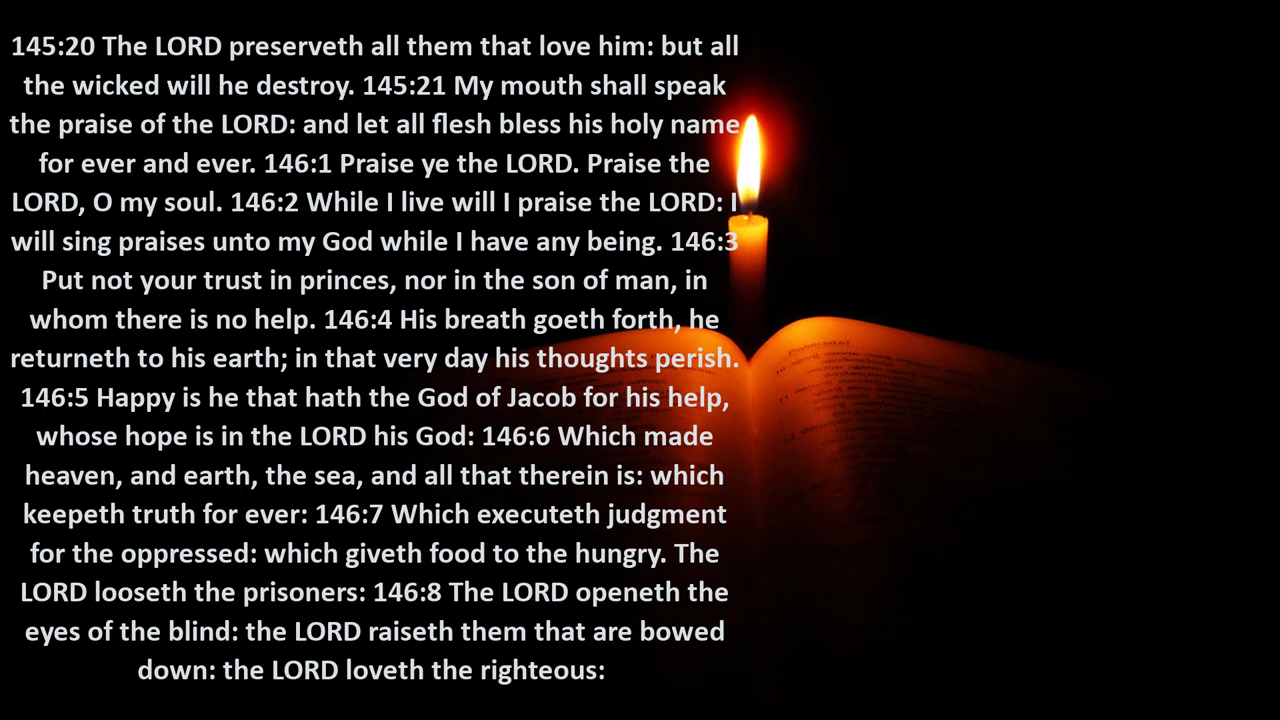 145:20 The LORD preserveth all them that love him: but all
the wicked will he destroy. 145:21 My mouth shall speak
the praise of the LORD: and let all flesh bless his holy name
for ever and ever. 146:1 Praise ye the LORD. Praise the
LORD, O my soul. 146:2 While I live will I praise the LORD: I
will sing praises unto my God while I have any being. 146:3
Put not your trust in princes, nor in the son of man, in
whom there is no help. 146:4 His breath goeth forth, he
returneth to his earth; in that very day his thoughts perish.
146:5 Happy is he that hath the God of Jacob for his help,
whose hope is in the LORD his God: 146:6 Which made
heaven, and earth, the sea, and all that therein is: which
keepeth truth for ever: 146:7 Which executeth judgment
for the oppressed: which giveth food to the hungry. The
LORD looseth the prisoners: 146:8 The LORD openeth the
eyes of the blind: the LORD raiseth them that are bowed
down: the LORD loveth the righteous: